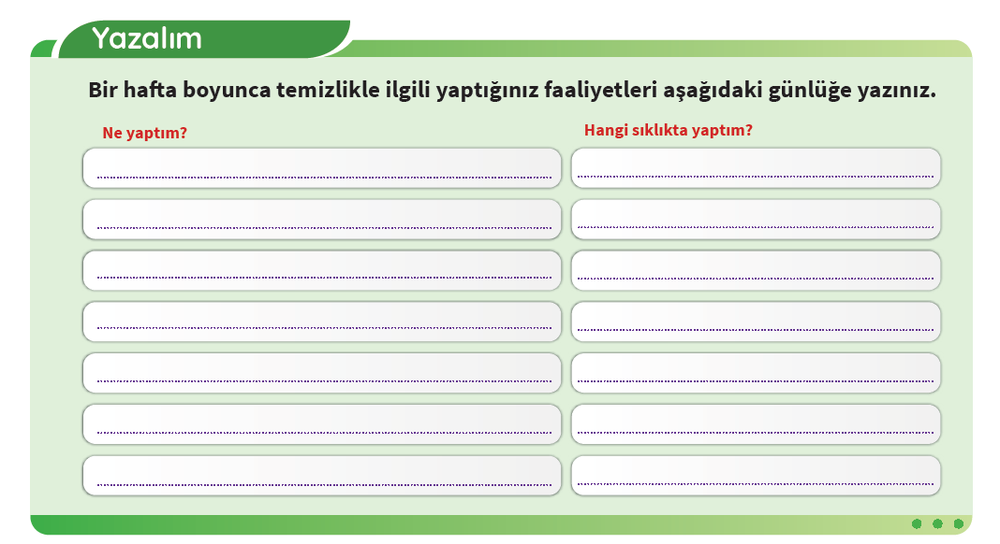 Yazalım
Bir hafta boyunca temizlikle ilgili yaptığınız faaliyetleri aşağıdaki günlüğe yazınız.
Ne yaptım?
Hangi sıklıkta yaptım?